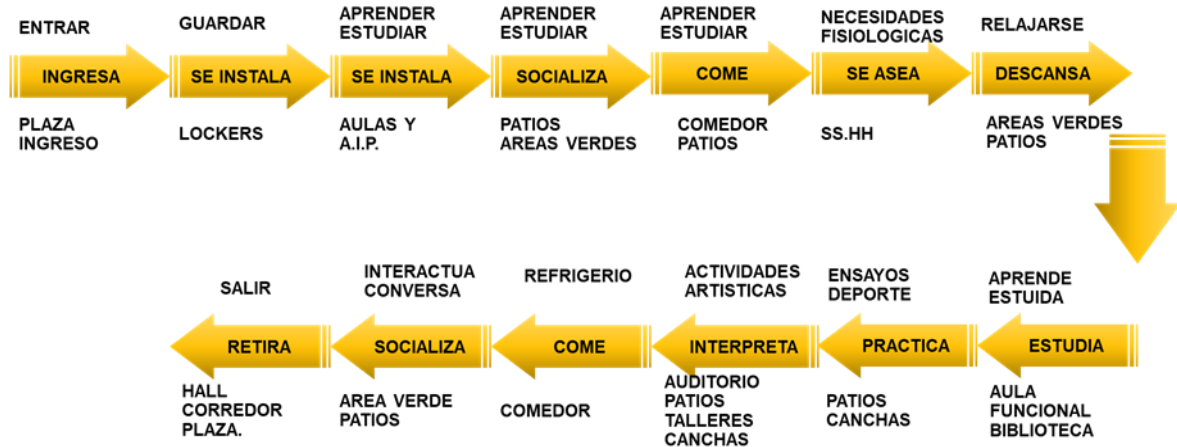 ENTRAR
GUARDAR
APRENDER
ESTUDIAR
APRENDER
ESTUDIAR
APRENDER
ESTUDIAR
NECESIDADES
FISIOLOGICAS
RELAJARSE
INGRESA
SE INSTALA
SE INSTALA
SOCIALIZA
COME
SE ASEA
DESCANSA
PLAZA
INGRESO
LOCKERS
AULAS Y
A.I.P.
PATIOS
AREAS VERDES
COMEDOR
PATIOS
SS.HH
AREAS VERDES
PATIOS
SALIR
INTERACTUA
CONVERSA
REFRIGERIO
ACTIVIDADES
ARTISTICAS
ENSAYOS
DEPORTE
APRENDE
ESTUIDA
RETIRA
SOCIALIZA
COME
INTERPRETA
PRACTICA
ESTUDIA
HALL
CORREDOR
PLAZA.
AREA VERDE
PATIOS
COMEDOR
AUDITORIO
PATIOS
TALLERES
CANCHAS
PATIOS
CANCHAS
AULA
FUNCIONAL
BIBLIOTECA